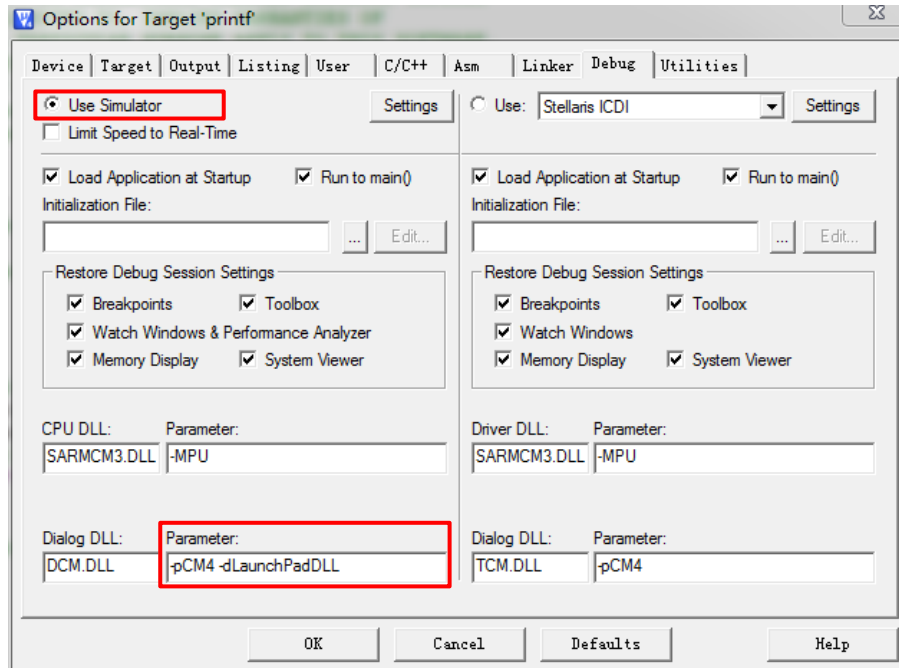 Options for Target 'printf'
Device Target Output Listing User C/C++ Asm Linker Debug Utilities
Use Simulator Settings
Limit Speed to Real-Time
Use: Stellaris ICDI Settings
Load Application at Startup Run to main()
Initialization File:
... Edit...
Restore Debug Session Settings
Breakpoints Toolbox
Watch Windows & Performance Analyzer
Memory Display System Viewer
CPU DLL: Parameter:
SARMCM3.DLL -MPU
Dialog DLL: Parameter:
DCM.DLL -pCM4 -dLaunchPadDLL
Load Application at Startup Run to main()
Initialization File:
... Edit...
Restore Debug Session Settings
Breakpoints Toolbox
Watch Windows
Memory Display System Viewer
Driver DLL: Parameter:
SARMCM3.DLL -MPU
Dialog DLL: Parameter:
TCM.DLL -pCM4
OK Cancel Defaults Help